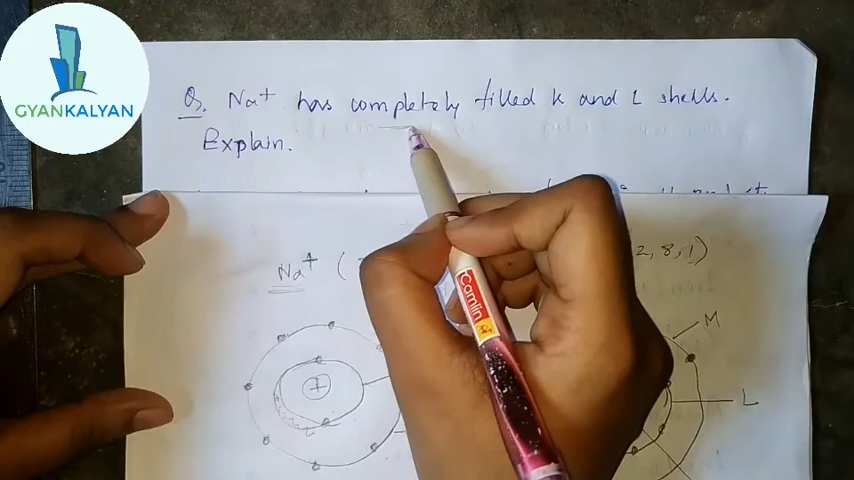 GYANKALYAN
Q. Na+ has completely filled K and L shells.
Explain.
Na+ (
2, 8, 1)
+
M
L
Camlin